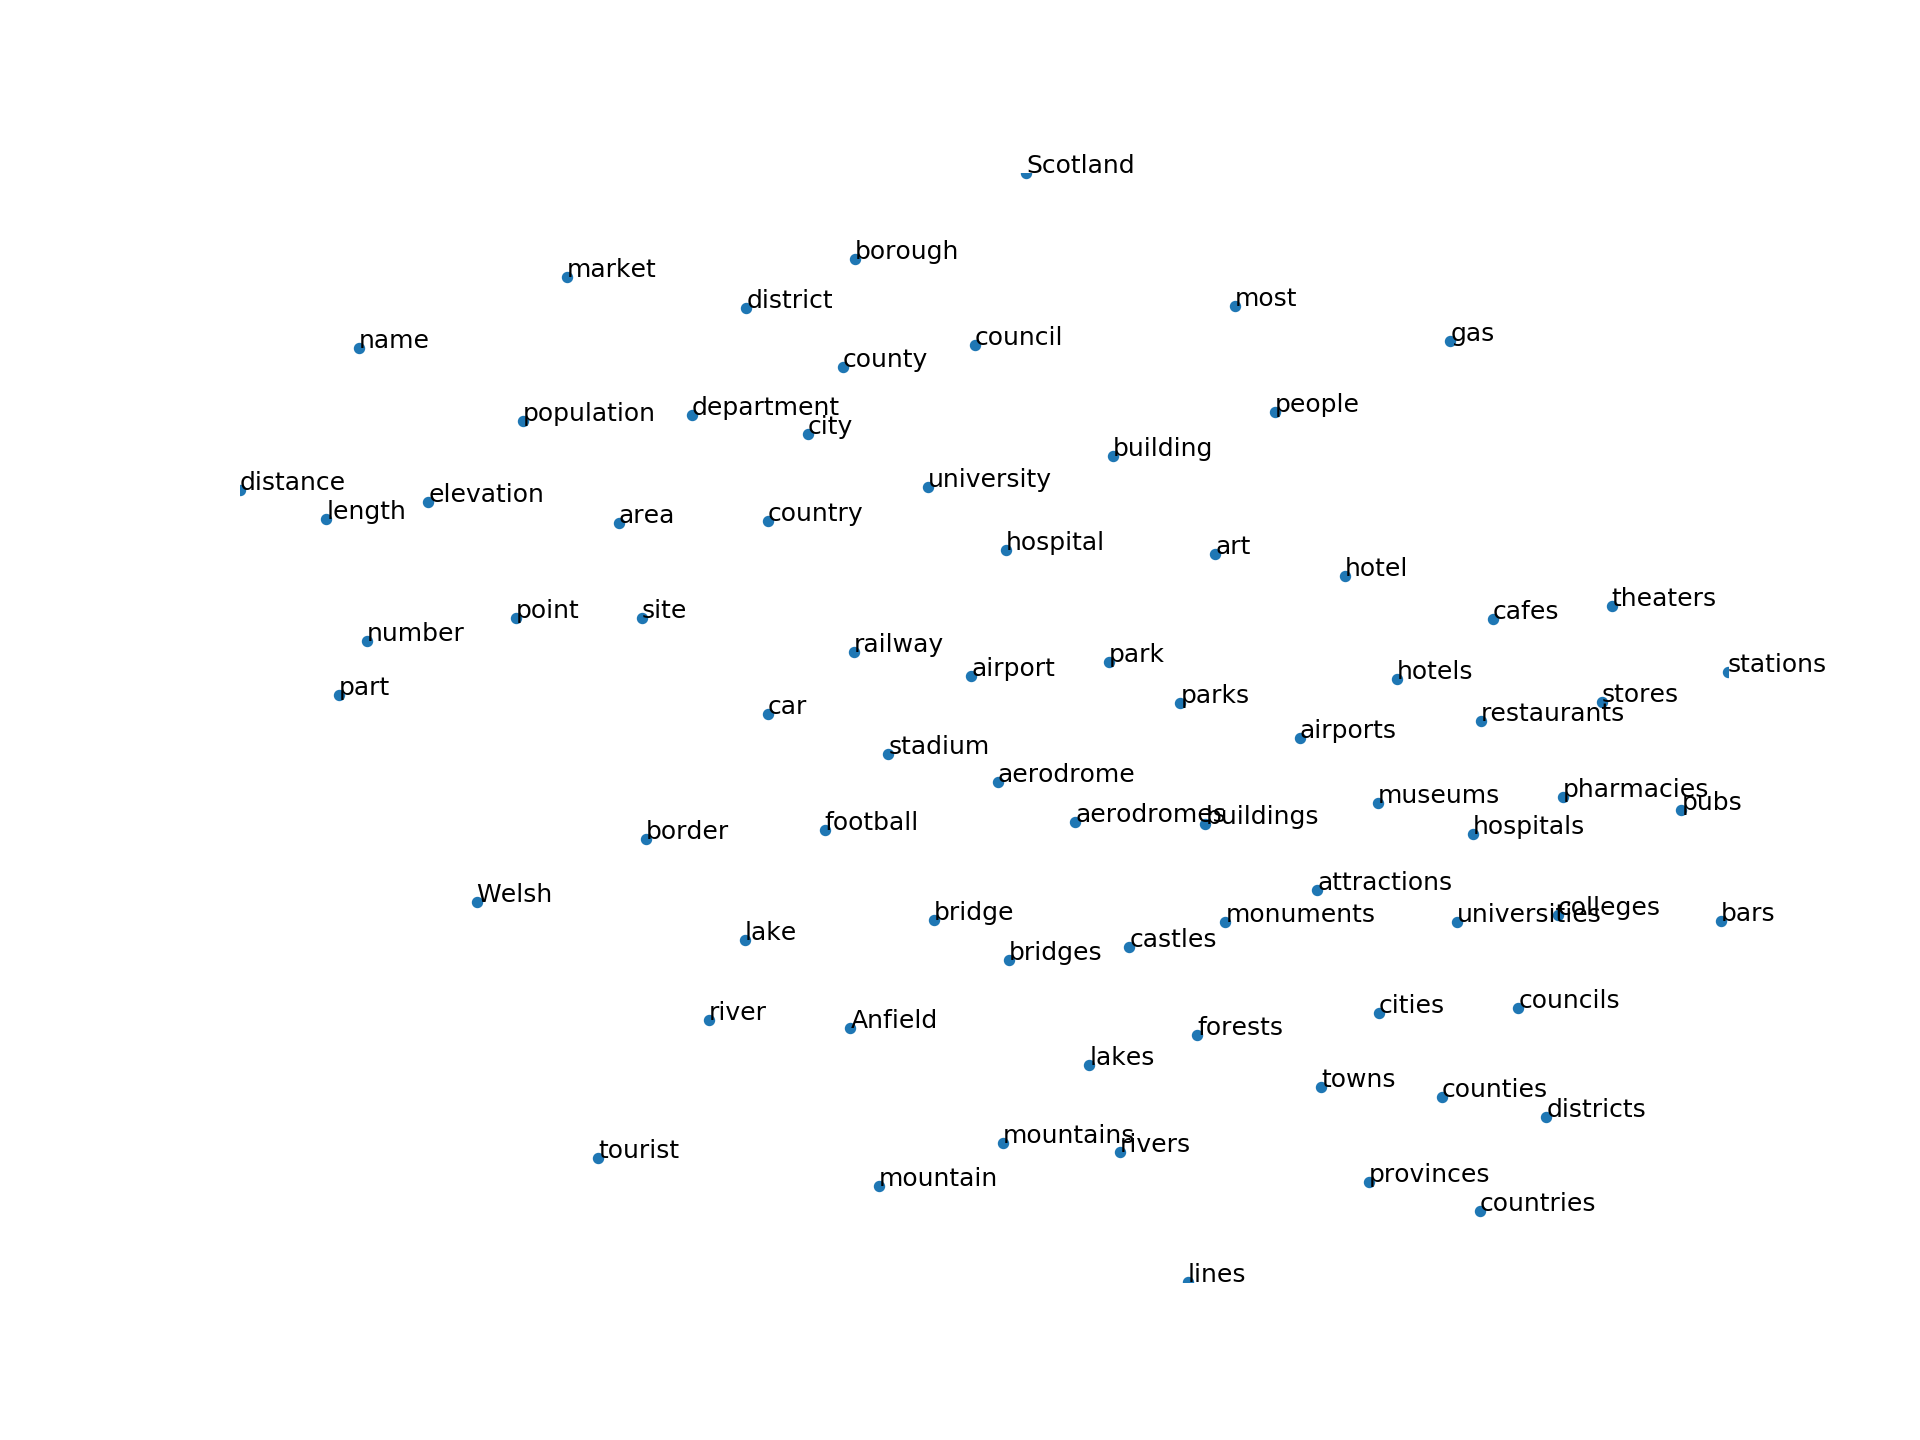 Scotland
borough
market
district
most
gas
council
name
county
people
department
population
city
building
university
distance
elevation
length
area
country
hospital
art
hotel
theaters
cafes
point
site
number
railway
park
stations
airport
hotels
part
parks
stores
car
restaurants
airports
stadium
aerodrome
pharmacies
museums
pubs
aerodromes
buildings
football
hospitals
border
attractions
Welsh
colleges
bridge
monuments
universities
bars
lake
castles
bridges
councils
cities
river
Anfield
forests
lakes
towns
counties
districts
mountains
rivers
tourist
provinces
mountain
countries
lines